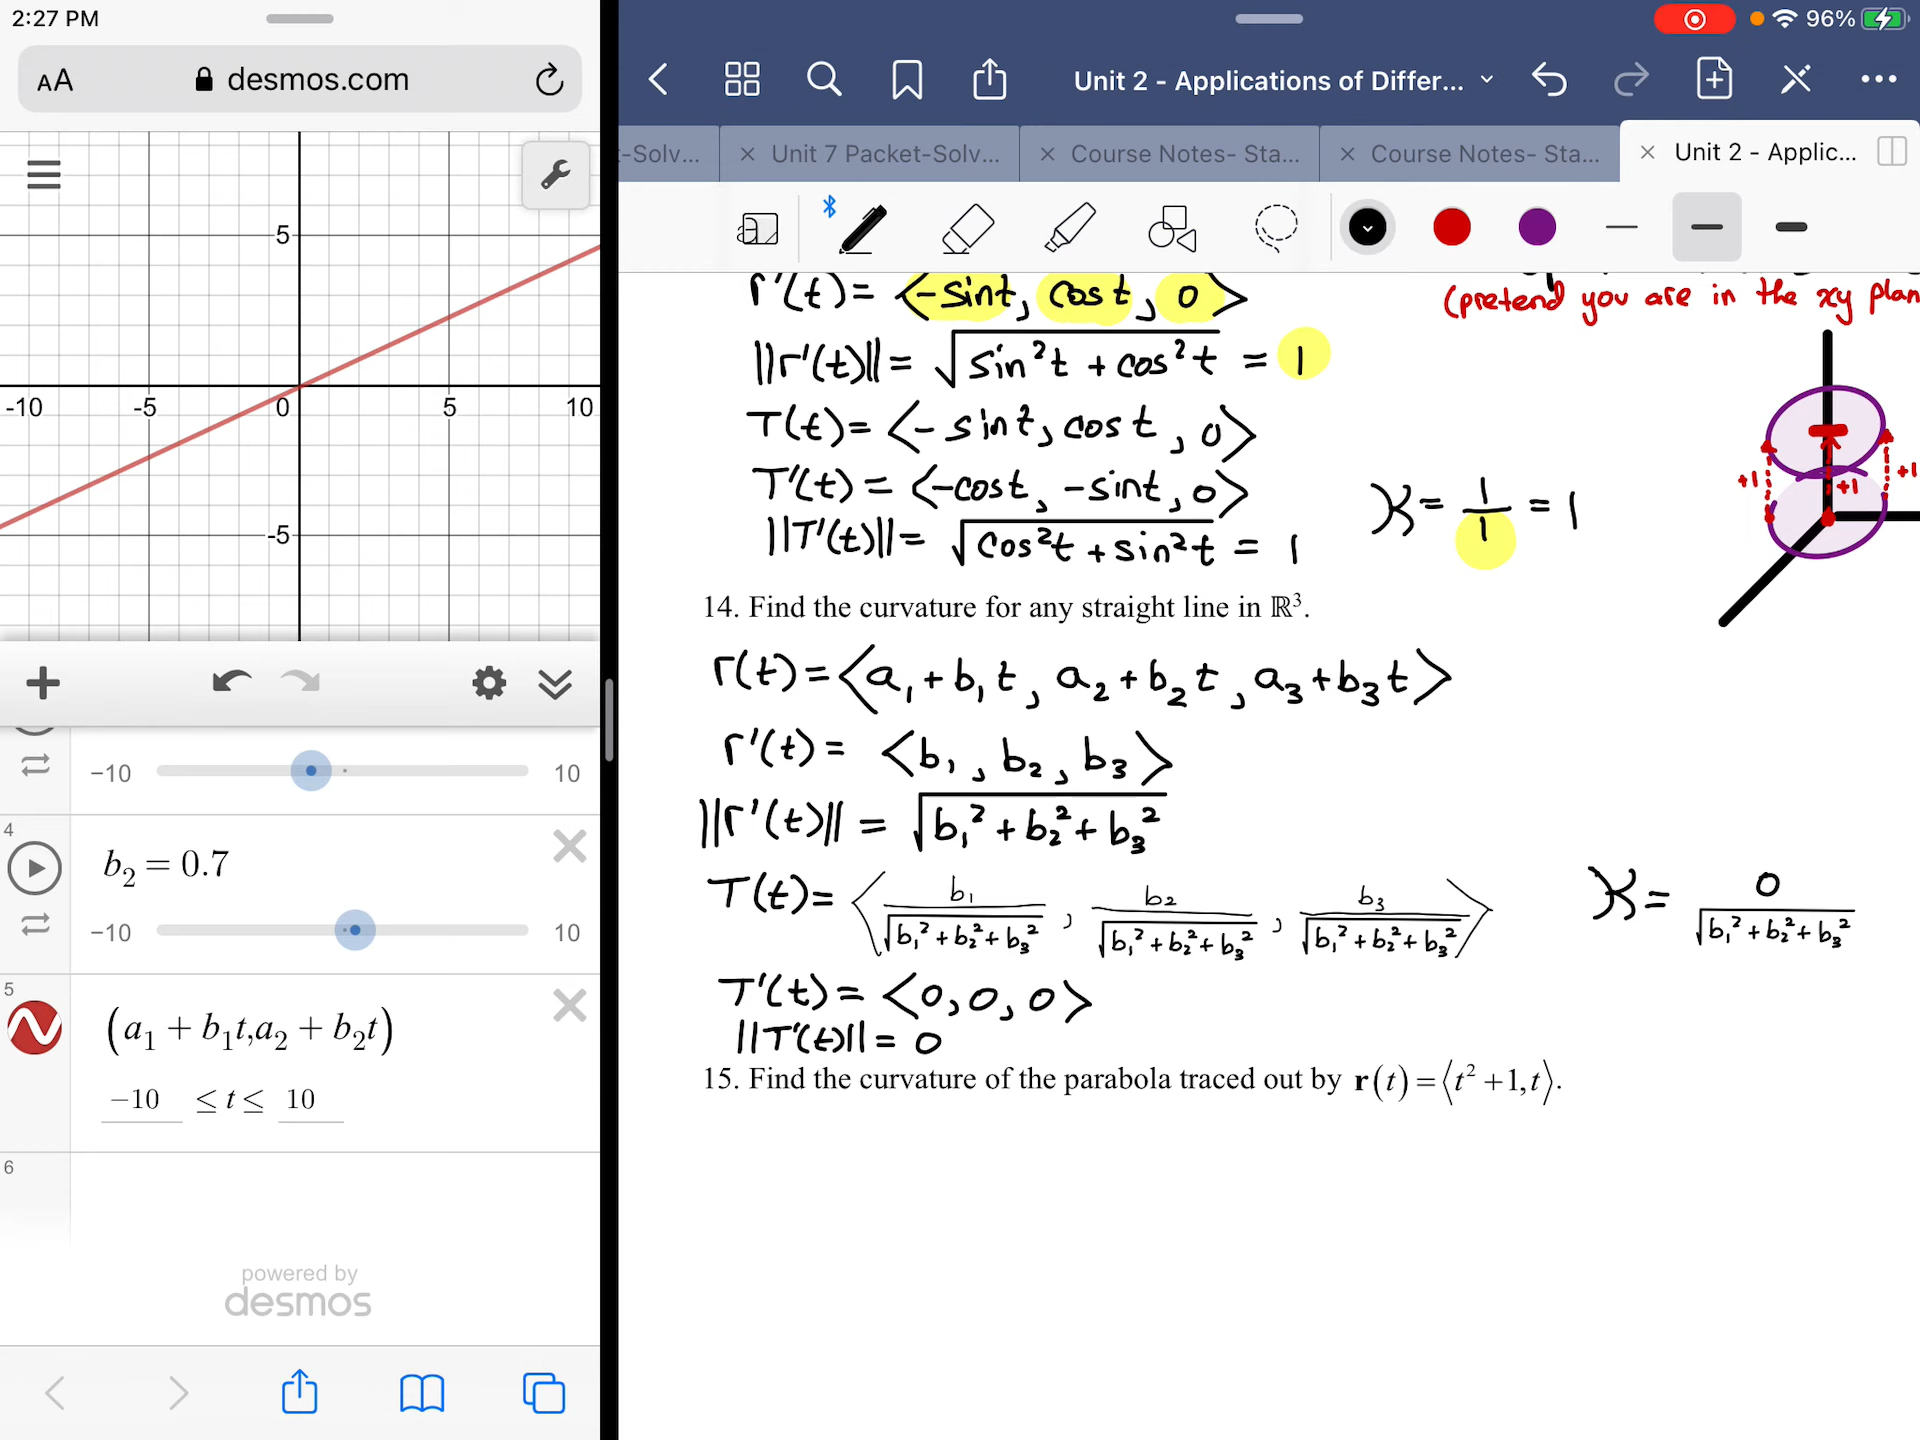 2:27 PM
AA desmos.com
5
-10 -5 0 5 10
-5
-10 10
4
b₂ = 0.7
-10 10
5
(a₁ + b₁t,a₂ + b₂t)
-10 ≤ t ≤ 10
6
powered by
desmos
96%
Unit 2 - Applications of Differ...
t-Solv... × Unit 7 Packet-Solv... × Course Notes- Sta... × Course Notes- Sta... × Unit 2 - Applic...
r'(t) = <-sint, cost, 0>
(pretend you are in the xy plan
||r'(t)|| = √(sin²t + cos²t) = 1
T(t) = <-sint, cost, 0>
T'(t) = <-cost, -sint, 0>
K = 1/1 = 1
||T'(t)|| = √(cos²t + sin²t) = 1
+1 +1 +1
14. Find the curvature for any straight line in ℝ³.
r(t) = <a₁ + b₁t, a₂ + b₂t, a₃ + b₃t>
r'(t) = <b₁, b₂, b₃>
||r'(t)|| = √(b₁² + b₂² + b₃²)
T(t) = <b₁/√(b₁² + b₂² + b₃²), b₂/√(b₁² + b₂² + b₃²), b₃/√(b₁² + b₂² + b₃²)>
K = 0/√(b₁² + b₂² + b₃²)
T'(t) = <0, 0, 0>
||T'(t)|| = 0
15. Find the curvature of the parabola traced out by r(t) = ⟨t² + 1, t⟩.